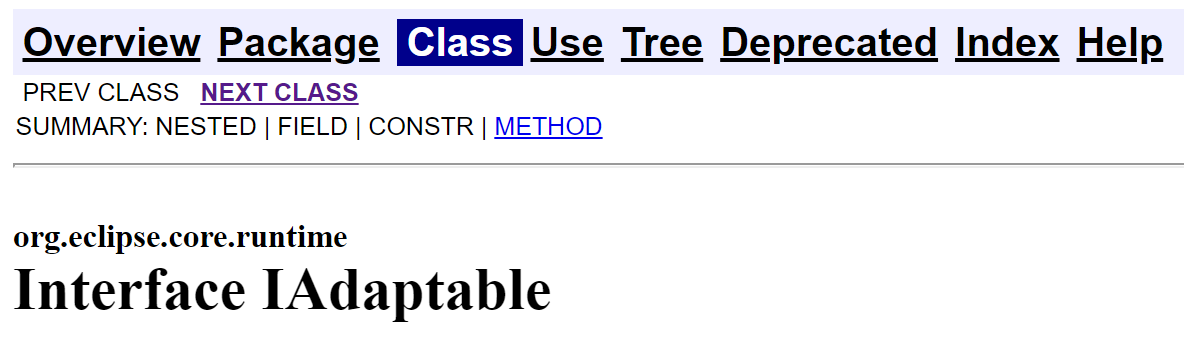 Overview Package Class Use Tree Deprecated Index Help
PREV CLASS NEXT CLASS
SUMMARY: NESTED | FIELD | CONSTR | METHOD
org.eclipse.core.runtime
Interface IAdaptable